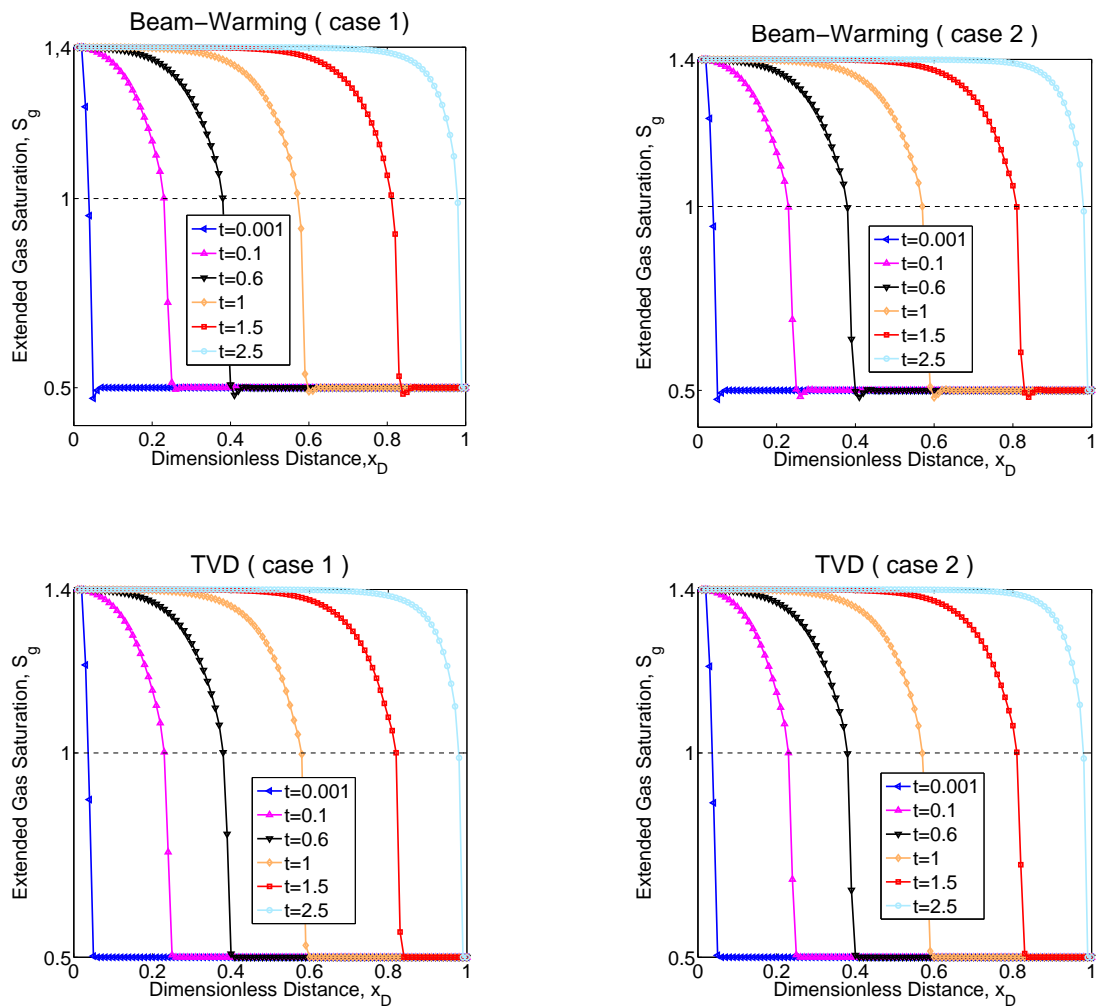 Beam-Warming ( case 1)
1.4
1
0.5
Extended Gas Saturation, S_g
t=0.001
t=0.1
t=0.6
t=1
t=1.5
t=2.5
0 0.2 0.4 0.6 0.8 1
Dimensionless Distance,x_D
Beam-Warming ( case 2 )
1.4
1
0.5
Extended Gas Saturation, S_g
t=0.001
t=0.1
t=0.6
t=1
t=1.5
t=2.5
0 0.2 0.4 0.6 0.8 1
Dimensionless Distance, x_D
TVD ( case 1 )
1.4
1
0.5
Extended Gas Saturation, S_g
t=0.001
t=0.1
t=0.6
t=1
t=1.5
t=2.5
0 0.2 0.4 0.6 0.8 1
Dimensionless Distance, x_D
TVD ( case 2 )
1.4
1
0.5
Extended Gas Saturation, S_g
t=0.001
t=0.1
t=0.6
t=1
t=1.5
t=2.5
0 0.2 0.4 0.6 0.8 1
Dimensionless Distance, x_D